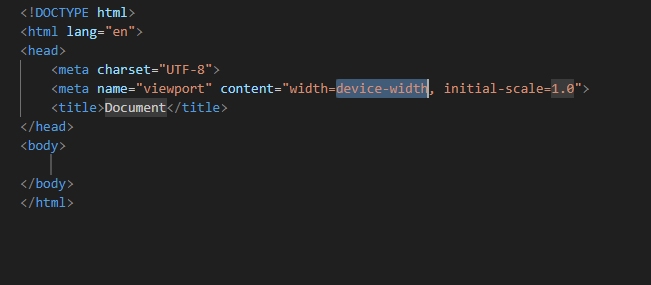 <!DOCTYPE html>
<html lang="en">
<head>
    <meta charset="UTF-8">
    <meta name="viewport" content="width=device-width, initial-scale=1.0">
    <title>Document</title>
</head>
<body>
</body>
</html>